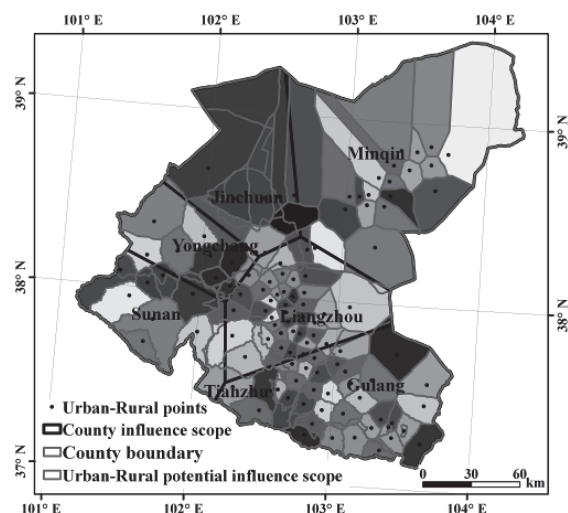 101° E
102° E
103° E
104° E
39° N
39° N
Minqin
Jinchuan
Yongchang
38° N
Sunan
Liangzhou
38° N
Tianzhu
Gulang
Urban-Rural points
County influence scope
County boundary
Urban-Rural potential influence scope
37° N
0 30 60
km
101° E
102° E
103° E
104° E